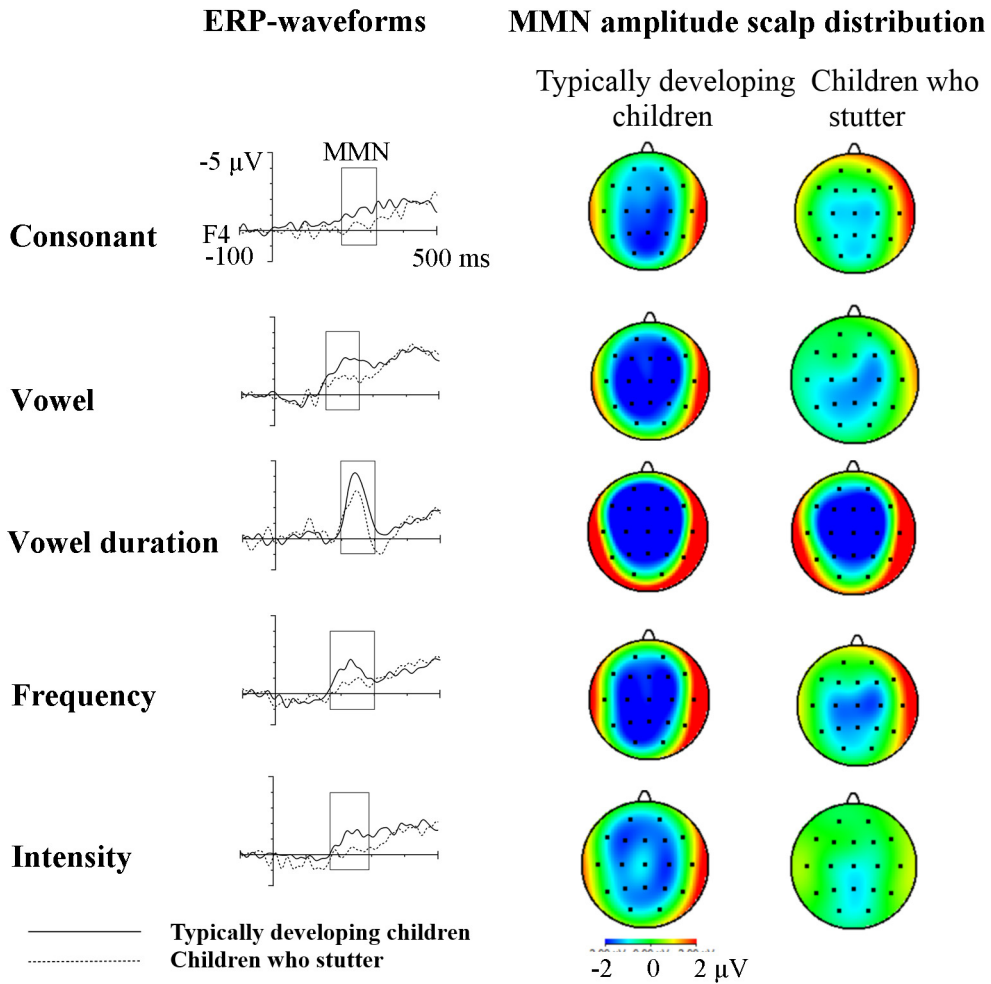 ERP-waveforms
MMN amplitude scalp distribution
Typically developing children
Children who stutter
-5 µV
MMN
Consonant
F4
-100
500 ms
Vowel
Vowel duration
Frequency
Intensity
Typically developing children
Children who stutter
-2 0 2 µV